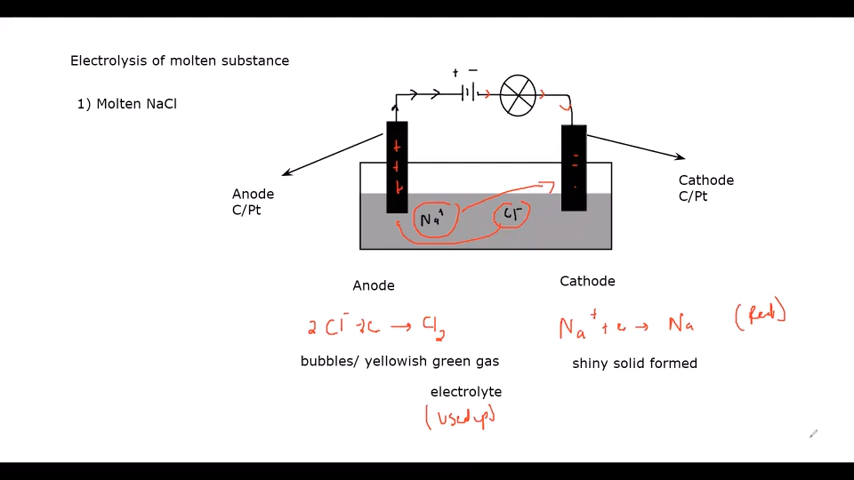 Electrolysis of molten substance
1) Molten NaCl
+ −
+
+
+
Anode
C/Pt
Cathode
C/Pt
Na⁺
Cl⁻
Anode
Cathode
2Cl⁻ -2e → Cl₂
Na⁺ + e → Na
(Red)
bubbles/ yellowish green gas
shiny solid formed
electrolyte
(used up)